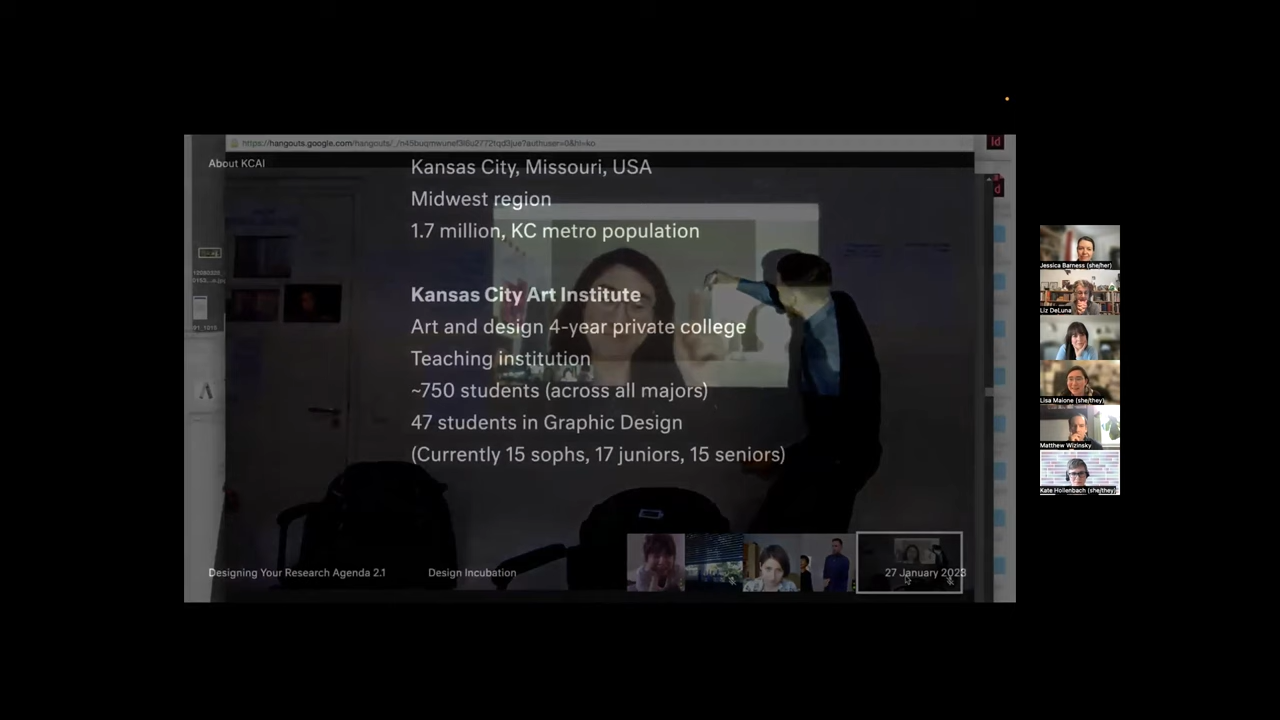 About KCAI
Kansas City, Missouri, USA
Midwest region
1.7 million, KC metro population
Kansas City Art Institute
Art and design 4-year private college
Teaching institution
~750 students (across all majors)
47 students in Graphic Design
(Currently 15 sophs, 17 juniors, 15 seniors)
Designing Your Research Agenda 2.1
Design Incubation
27 January 2023
Id
Jessica Barness (she/her)
Liz DeLuna
Lisa Maione (she/they)
Matthew Wizinsky
Kate Hollenbach (she/they)